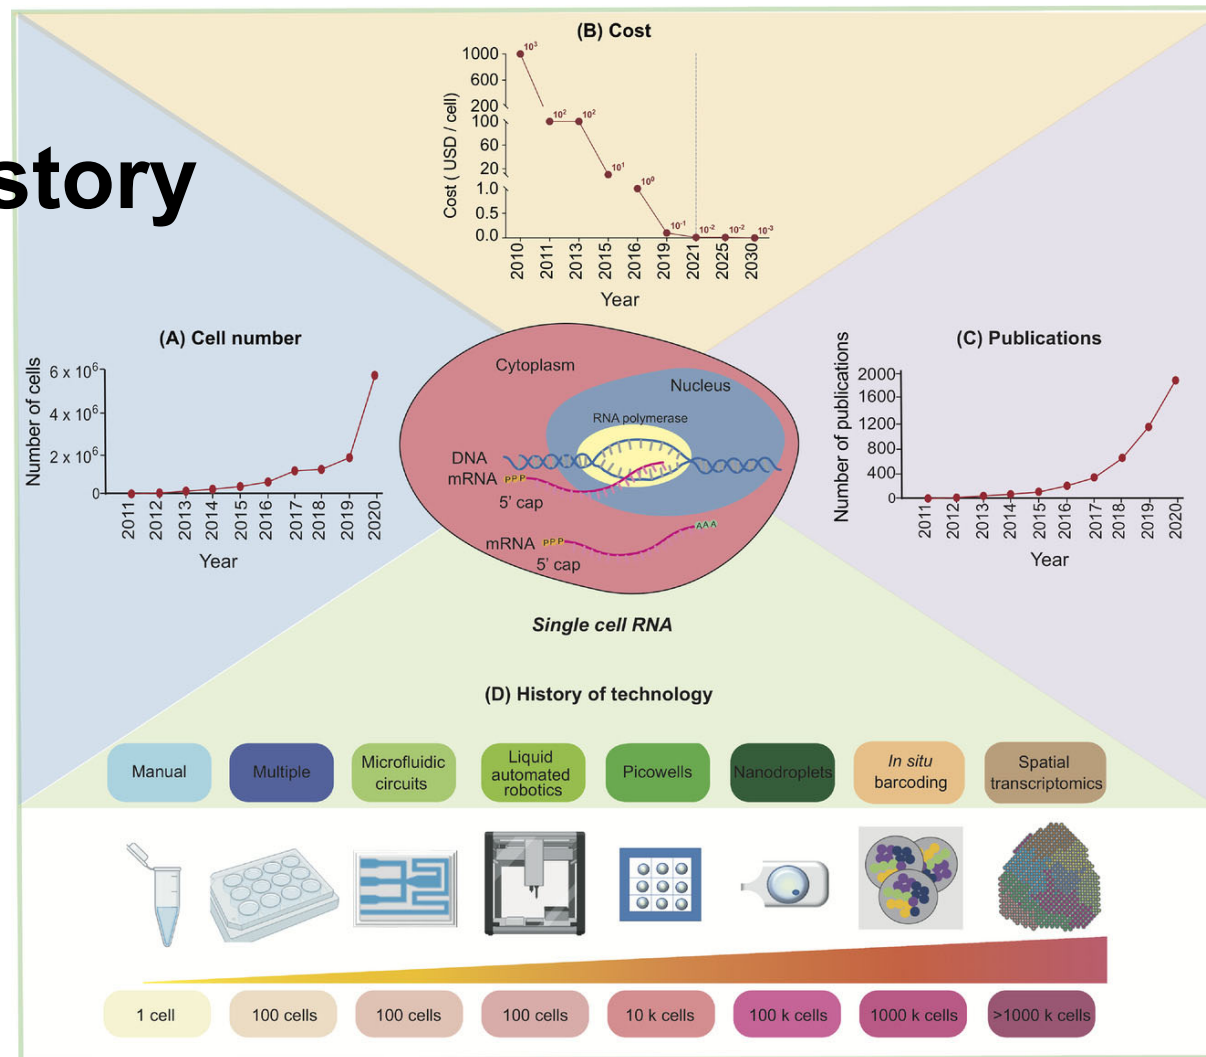 story
(B) Cost
Cost ( USD / cell)
1000
600
200
100
60
20
1.0
0.5
0.0
10³
10²
10²
10¹
10⁰
10⁻¹
10⁻²
10⁻²
10⁻³
2010
2011
2013
2015
2016
2019
2021
2025
2030
Year
(A) Cell number
Number of cells
6 x 10⁶
4 x 10⁶
2 x 10⁶
0
2011
2012
2013
2014
2015
2016
2017
2018
2019
2020
Year
Cytoplasm
Nucleus
RNA polymerase
DNA
mRNA
PPP
5' cap
AAA
mRNA
PPP
5' cap
Single cell RNA
(C) Publications
Number of publications
2000
1600
1200
800
400
0
2011
2012
2013
2014
2015
2016
2017
2018
2019
2020
Year
(D) History of technology
Manual
Multiple
Microfluidic
circuits
Liquid
automated
robotics
Picowells
Nanodroplets
In situ
barcoding
Spatial
transcriptomics
1 cell
100 cells
100 cells
100 cells
10 k cells
100 k cells
1000 k cells
>1000 k cells